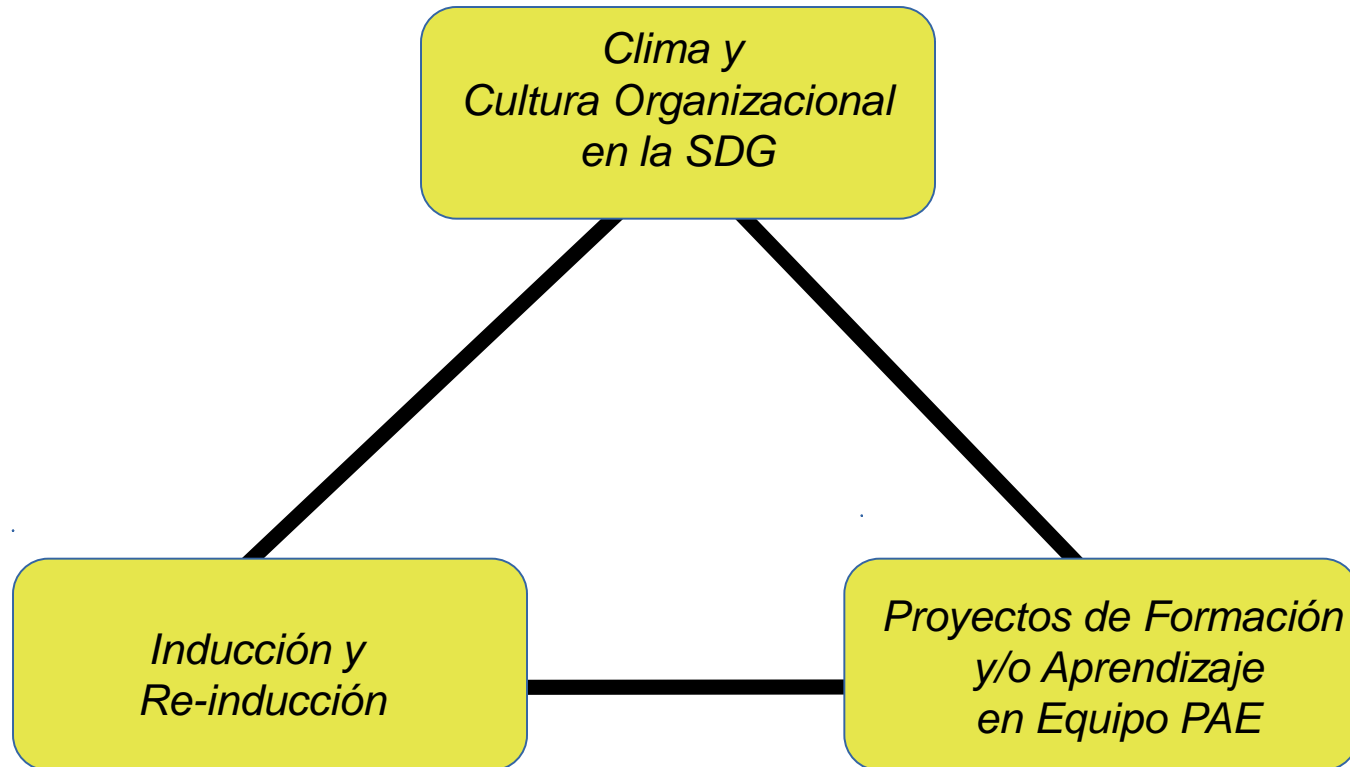 Clima y
Cultura Organizacional
en la SDG
Inducción y
Re-inducción
Proyectos de Formación
y/o Aprendizaje
en Equipo PAE